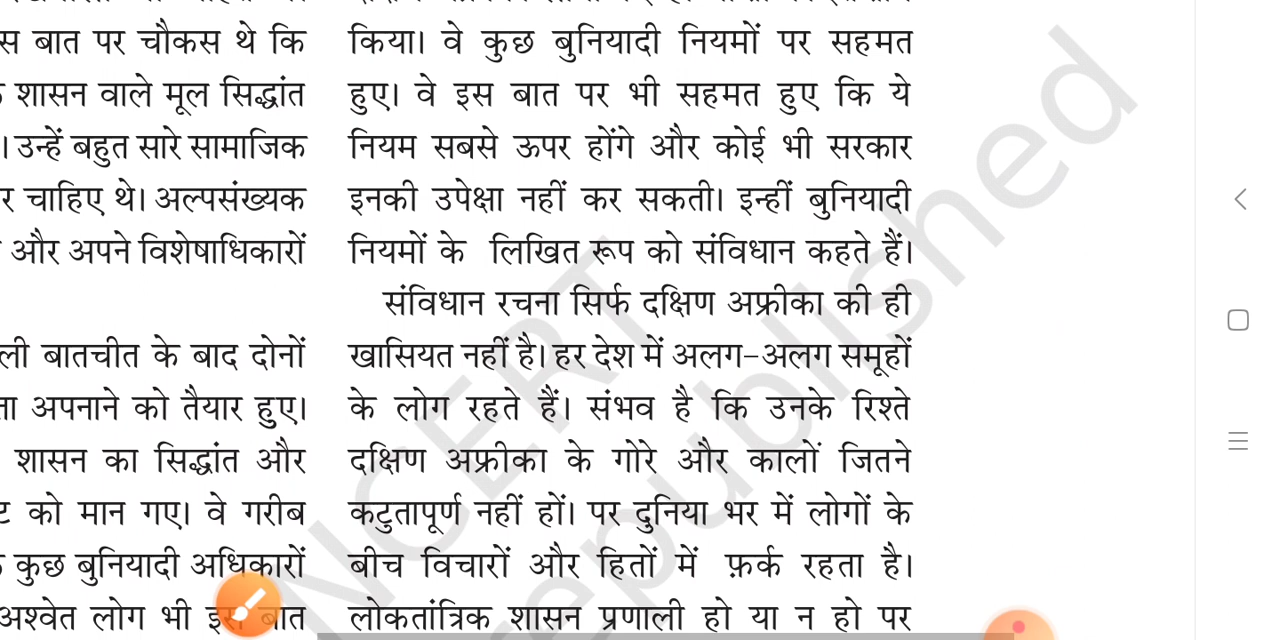 स बात पर चौकस थे कि
शासन वाले मूल सिद्धांत
। उन्हें बहुत सारे सामाजिक
र चाहिए थे। अल्पसंख्यक
और अपने विशेषाधिकारों
ली बातचीत के बाद दोनों
ता अपनाने को तैयार हुए।
शासन का सिद्धांत और
ट को मान गए। वे गरीब
कुछ बुनियादी अधिकारों
अश्वेत लोग भी इस बात
किया। वे कुछ बुनियादी नियमों पर सहमत
हुए। वे इस बात पर भी सहमत हुए कि ये
नियम सबसे ऊपर होंगे और कोई भी सरकार
इनकी उपेक्षा नहीं कर सकती। इन्हीं बुनियादी
नियमों के लिखित रूप को संविधान कहते हैं।
संविधान रचना सिर्फ दक्षिण अफ्रीका की ही
खासियत नहीं है। हर देश में अलग-अलग समूहों
के लोग रहते हैं। संभव है कि उनके रिश्ते
दक्षिण अफ्रीका के गोरे और कालों जितने
कटुतापूर्ण नहीं हों। पर दुनिया भर में लोगों के
बीच विचारों और हितों में फ़र्क रहता है।
लोकतांत्रिक शासन प्रणाली हो या न हो पर
NCERT
republished